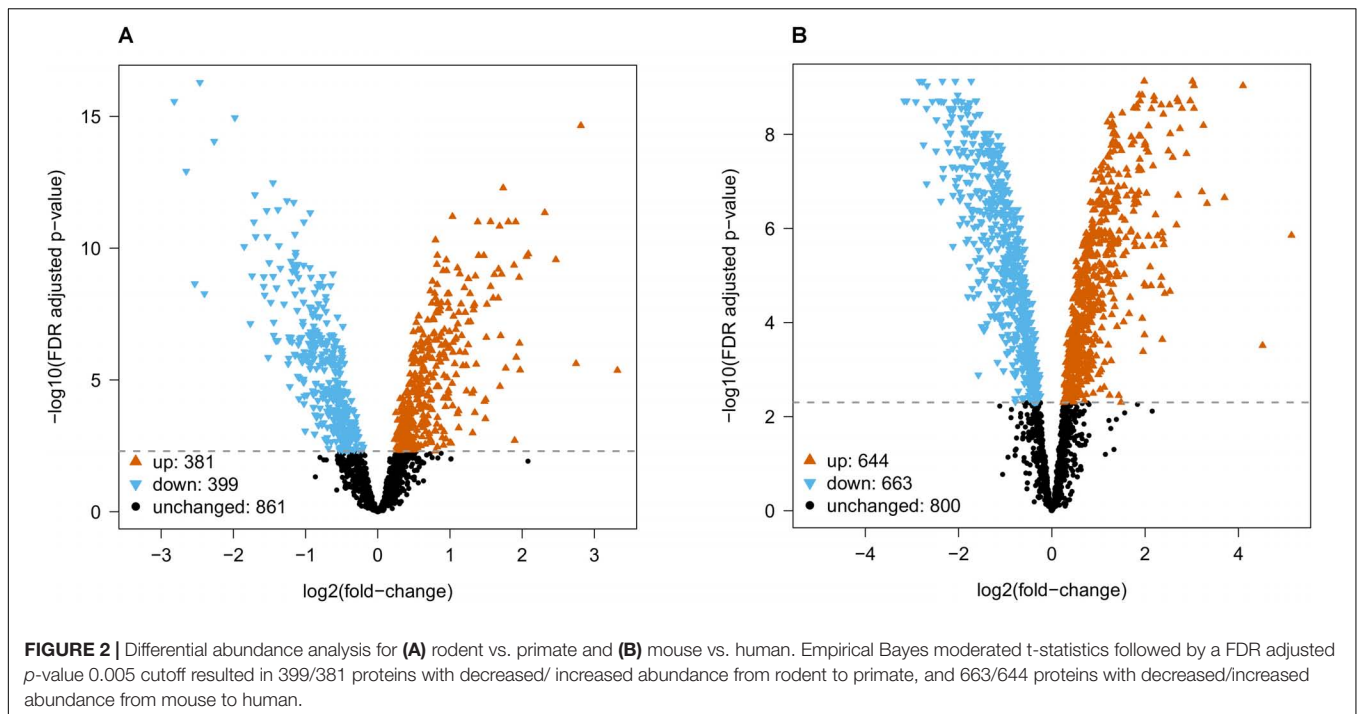 A
−log10(FDR adjusted p−value)
15
10
5
0
up: 381
down: 399
unchanged: 861
−3 −2 −1 0 1 2 3
log2(fold−change)
B
−log10(FDR adjusted p−value)
8
6
4
2
0
up: 644
down: 663
unchanged: 800
−4 −2 0 2 4
log2(fold−change)
FIGURE 2 | Differential abundance analysis for (A) rodent vs. primate and (B) mouse vs. human. Empirical Bayes moderated t-statistics followed by a FDR adjusted
p-value 0.005 cutoff resulted in 399/381 proteins with decreased/ increased abundance from rodent to primate, and 663/644 proteins with decreased/increased
abundance from mouse to human.